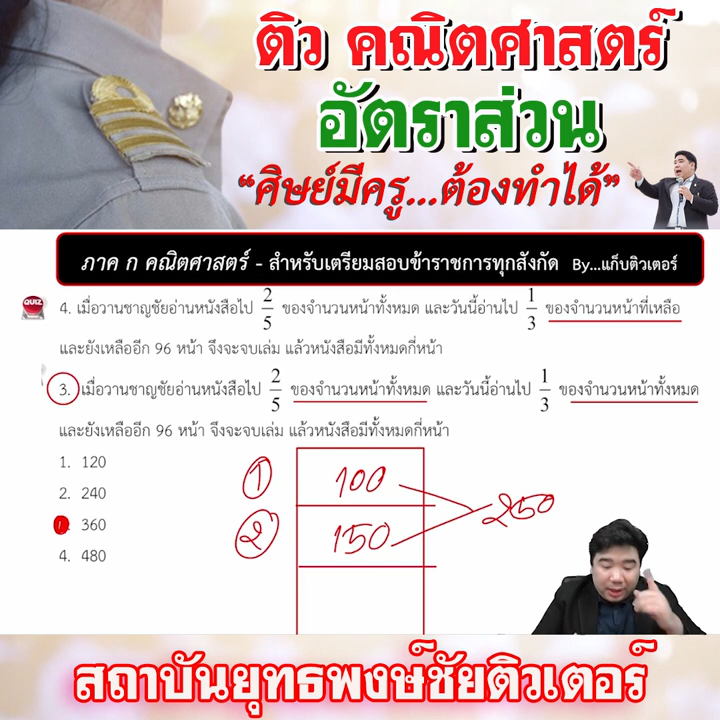 ติว คณิตศาสตร์
อัตราส่วน
“ศิษย์มีครู...ต้องทำได้”
ภาค ก คณิตศาสตร์ - สำหรับเตรียมสอบข้าราชการทุกสังกัด By...แก็บติวเตอร์
QUIZ
4. เมื่อวานชาญชัยอ่านหนังสือไป 2/5 ของจำนวนหน้าทั้งหมด และวันนี้อ่านไป 1/3 ของจำนวนหน้าที่เหลือ
และยังเหลืออีก 96 หน้า จึงจะจบเล่ม แล้วหนังสือมีทั้งหมดกี่หน้า
3. เมื่อวานชาญชัยอ่านหนังสือไป 2/5 ของจำนวนหน้าทั้งหมด และวันนี้อ่านไป 1/3 ของจำนวนหน้าทั้งหมด
และยังเหลืออีก 96 หน้า จึงจะจบเล่ม แล้วหนังสือมีทั้งหมดกี่หน้า
1. 120
2. 240
360
4. 480
1 100
2 150
250
สถาบันยุทธพงษ์ชัยติวเตอร์